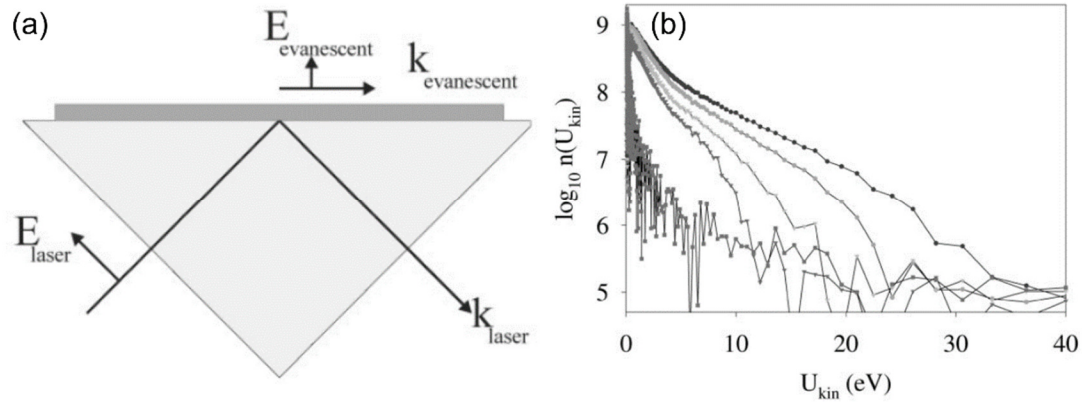 (a)
E evanescent
k evanescent
E laser
k laser
(b)
log10 n(Ukin)
9
8
7
6
5
0
10
20
30
40
Ukin (eV)